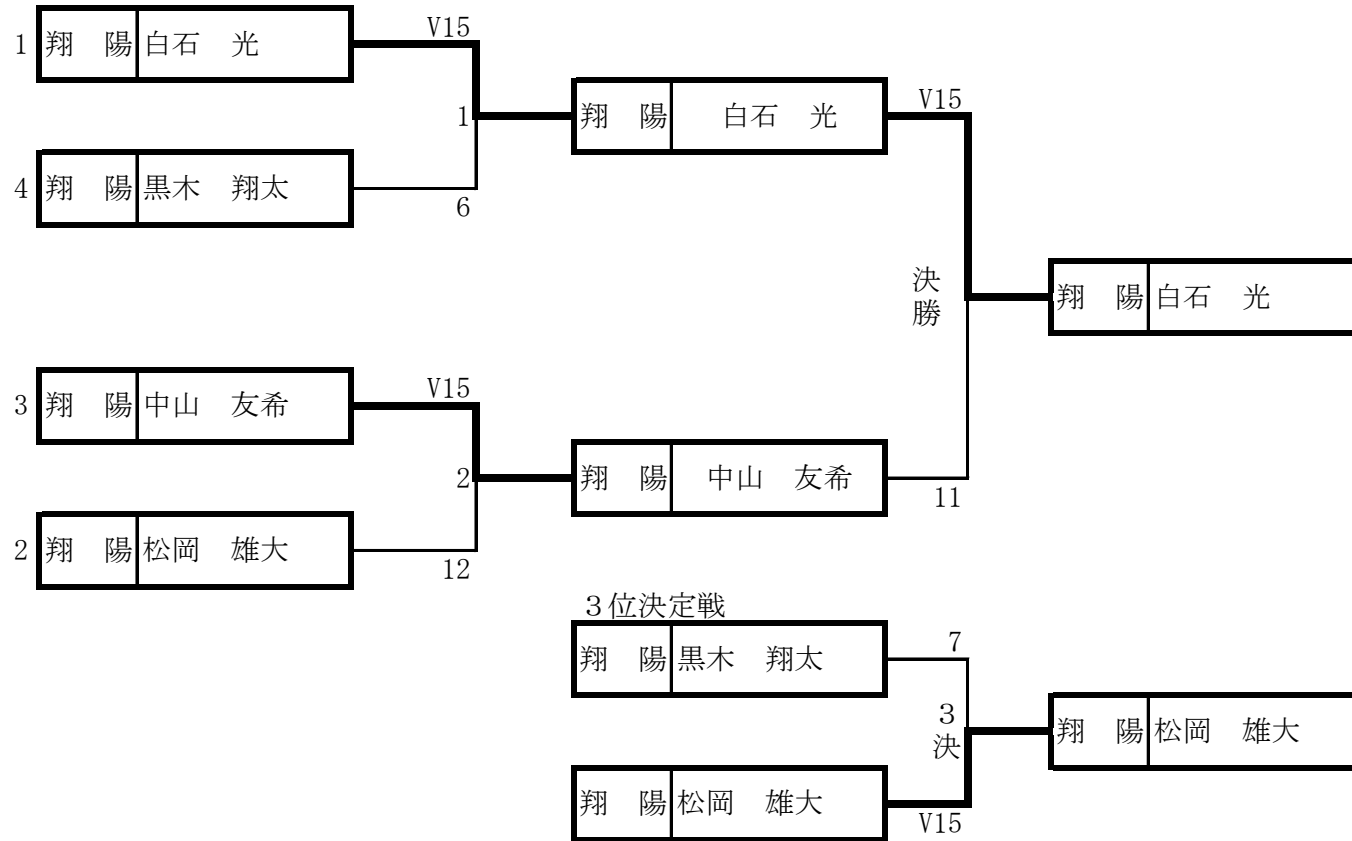 V15
1 翔　陽 白石　光
1 翔　陽 白石　光 V15
4 翔　陽 黒木　翔太
6
決勝
翔　陽 白石　光
3 翔　陽 中山　友希 V15
2 翔　陽 中山　友希
11
2 翔　陽 松岡　雄大
12
３位決定戦
翔　陽 黒木　翔太 7
３決
翔　陽 松岡　雄大
翔　陽 松岡　雄大
V15